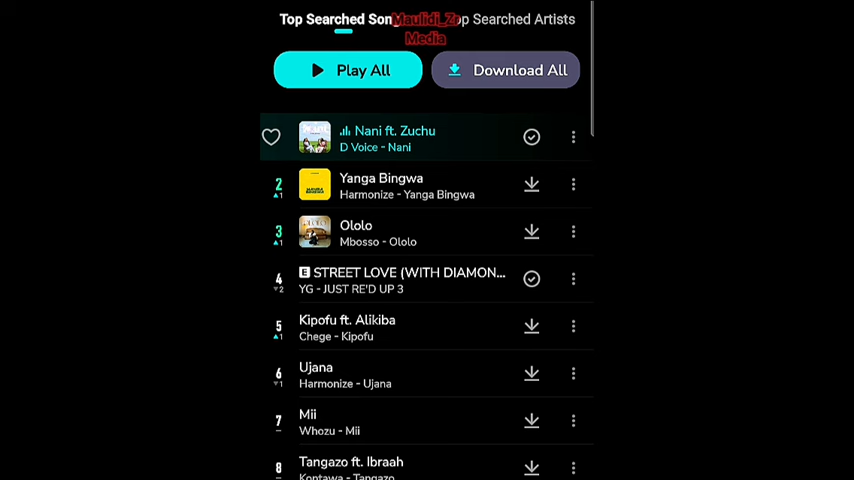 Top Searched Son
Maulidi_Zr
op Searched Artists
Media
Play All
Download All
Nani ft. Zuchu
D Voice - Nani
2
1
Yanga Bingwa
Harmonize - Yanga Bingwa
3
1
Ololo
Mbosso - Ololo
4
2
E STREET LOVE (WITH DIAMON...
YG - JUST RE'D UP 3
5
1
Kipofu ft. Alikiba
Chege - Kipofu
6
1
Ujana
Harmonize - Ujana
7
Mii
Whozu - Mii
8
Tangazo ft. Ibraah
Kontawa - Tangazo